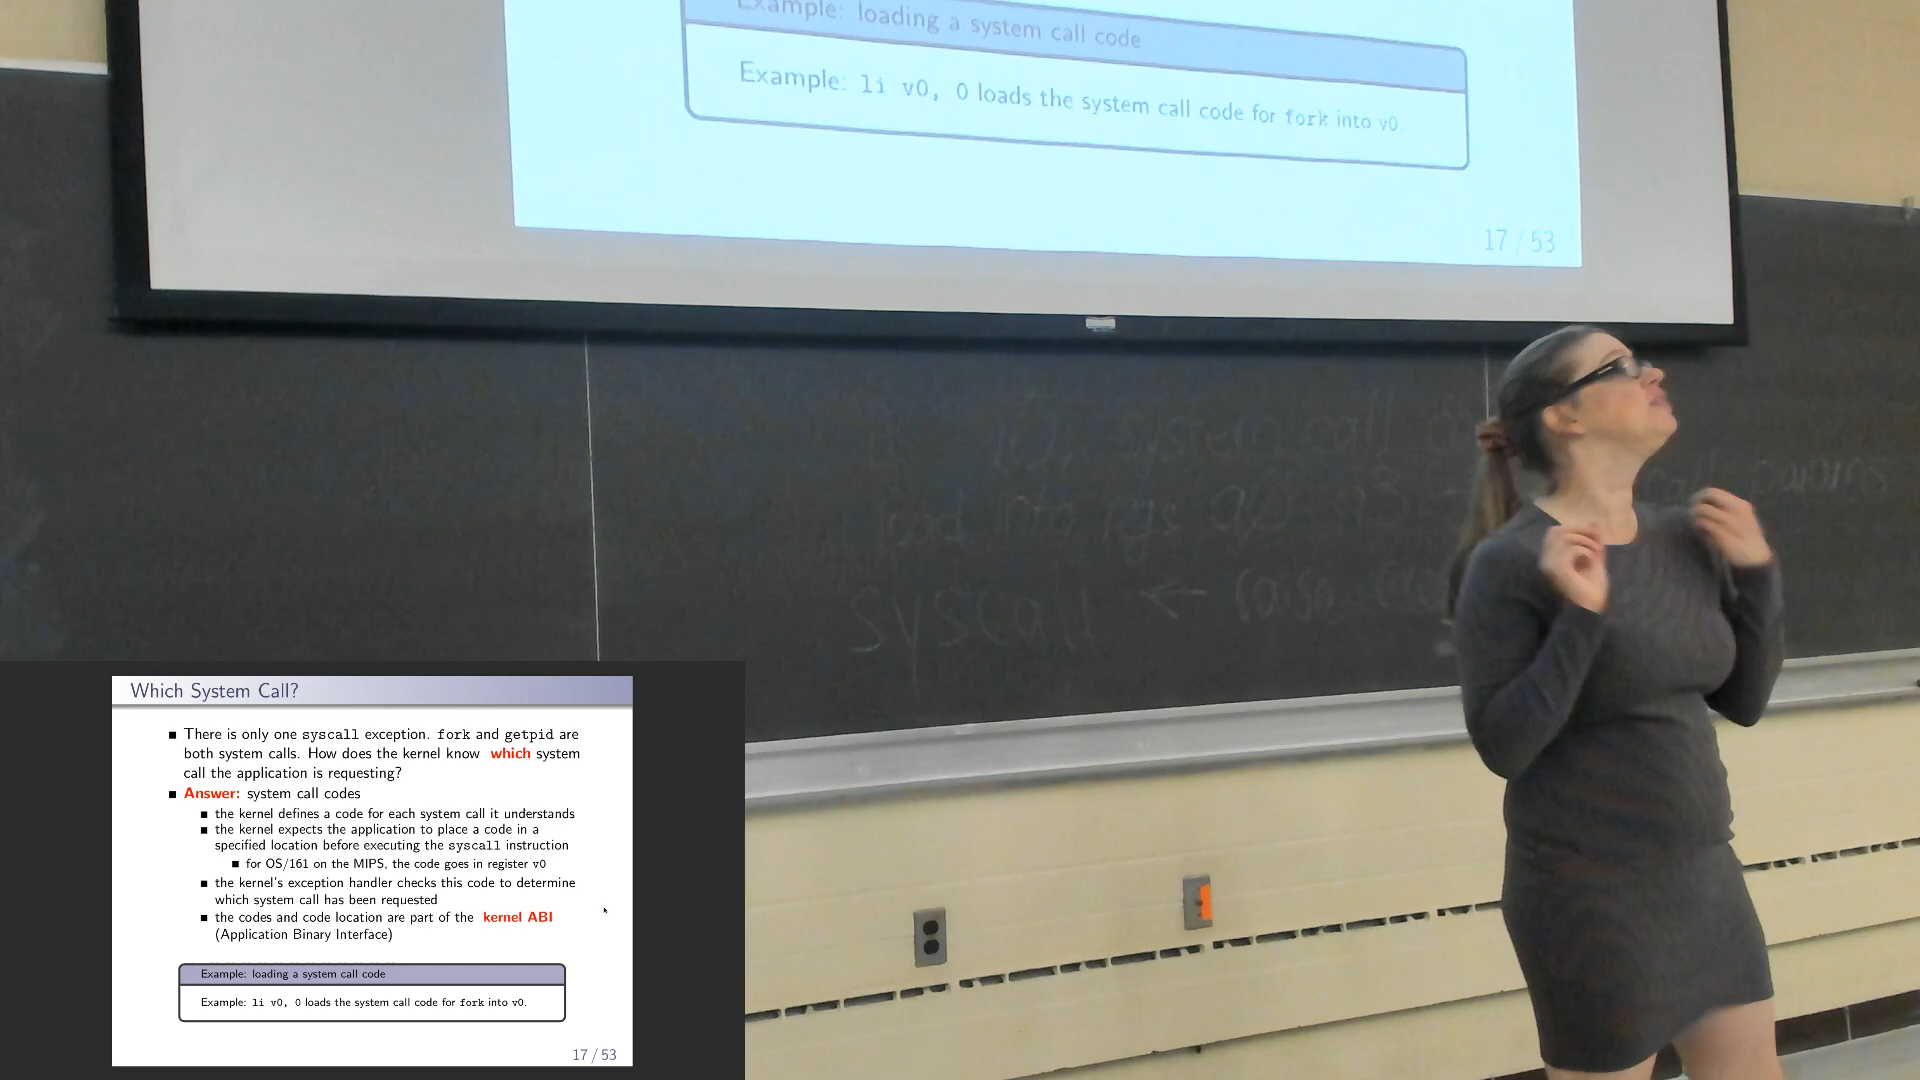 Example: loading a system call code
Example: li v0, 0 loads the system call code for fork into v0.
17 / 53
li v0, system call
load into regs a0 - a3 call params
syscall ← raise
Which System Call?
■ There is only one syscall exception. fork and getpid are
both system calls. How does the kernel know which system
call the application is requesting?
■ Answer: system call codes
■ the kernel defines a code for each system call it understands
■ the kernel expects the application to place a code in a
specified location before executing the syscall instruction
■ for OS/161 on the MIPS, the code goes in register v0
■ the kernel's exception handler checks this code to determine
which system call has been requested
■ the codes and code location are part of the kernel ABI
(Application Binary Interface)
Example: loading a system call code
Example: li v0, 0 loads the system call code for fork into v0.
17 / 53